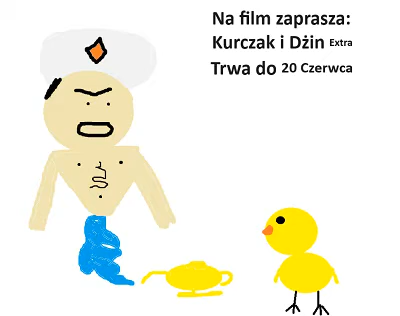 Na film zaprasza:
Kurczak i Dżin Extra
Trwa do 20 Czerwca